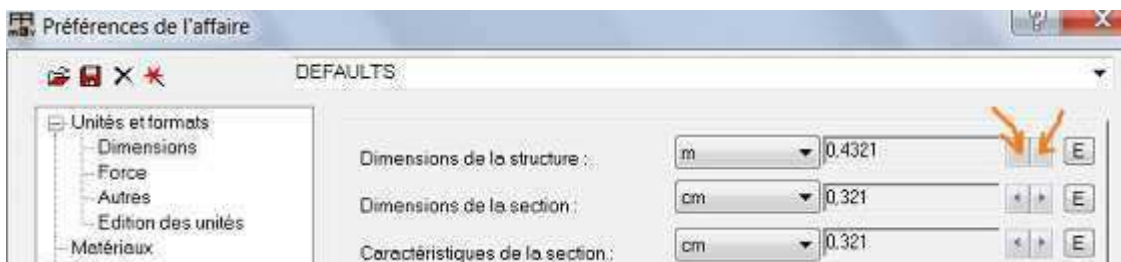 Préférences de l'affaire
DEFAULTS
Unités et formats
Dimensions
Force
Autres
Edition des unités
Matériaux
Dimensions de la structure : m 0.4321 E
Dimensions de la section : cm 0.321 E
Caractéristiques de la section : cm 0.321 E